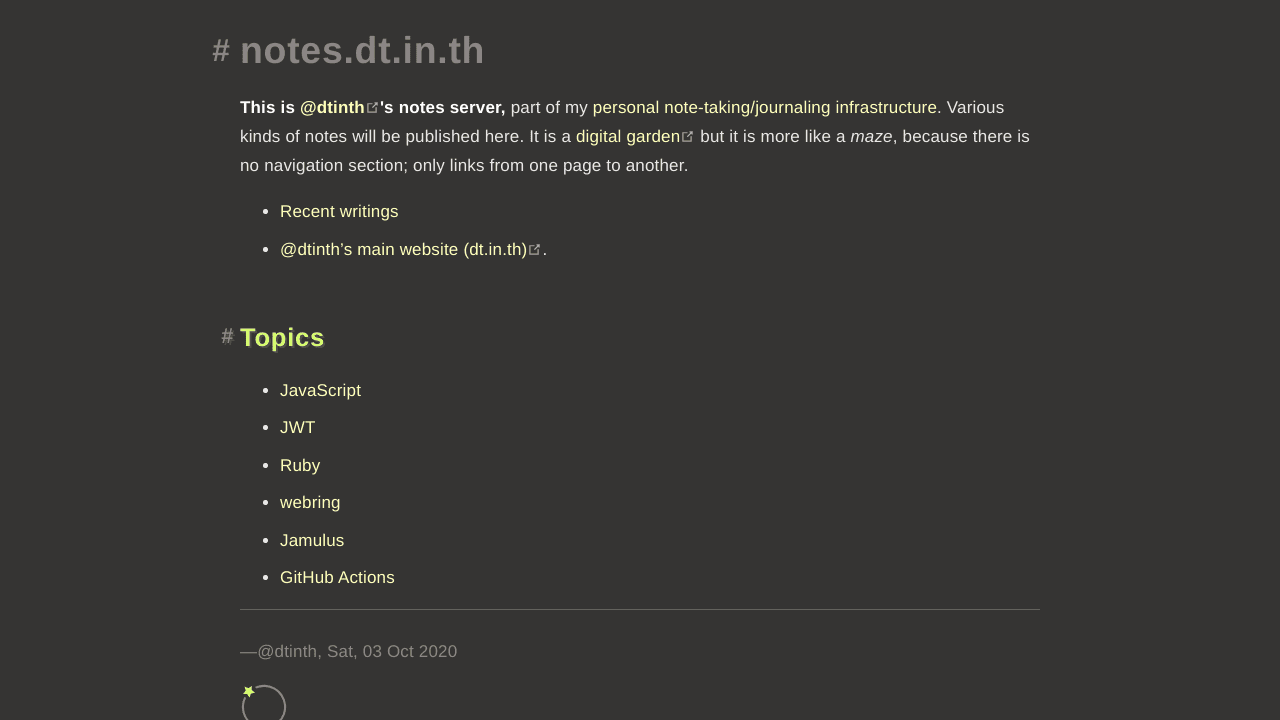 # notes.dt.in.th
This is @dtinth's notes server, part of my personal note-taking/journaling infrastructure. Various
kinds of notes will be published here. It is a digital garden but it is more like a maze, because there is
no navigation section; only links from one page to another.
• Recent writings
• @dtinth’s main website (dt.in.th).
# Topics
• JavaScript
• JWT
• Ruby
• webring
• Jamulus
• GitHub Actions
—@dtinth, Sat, 03 Oct 2020